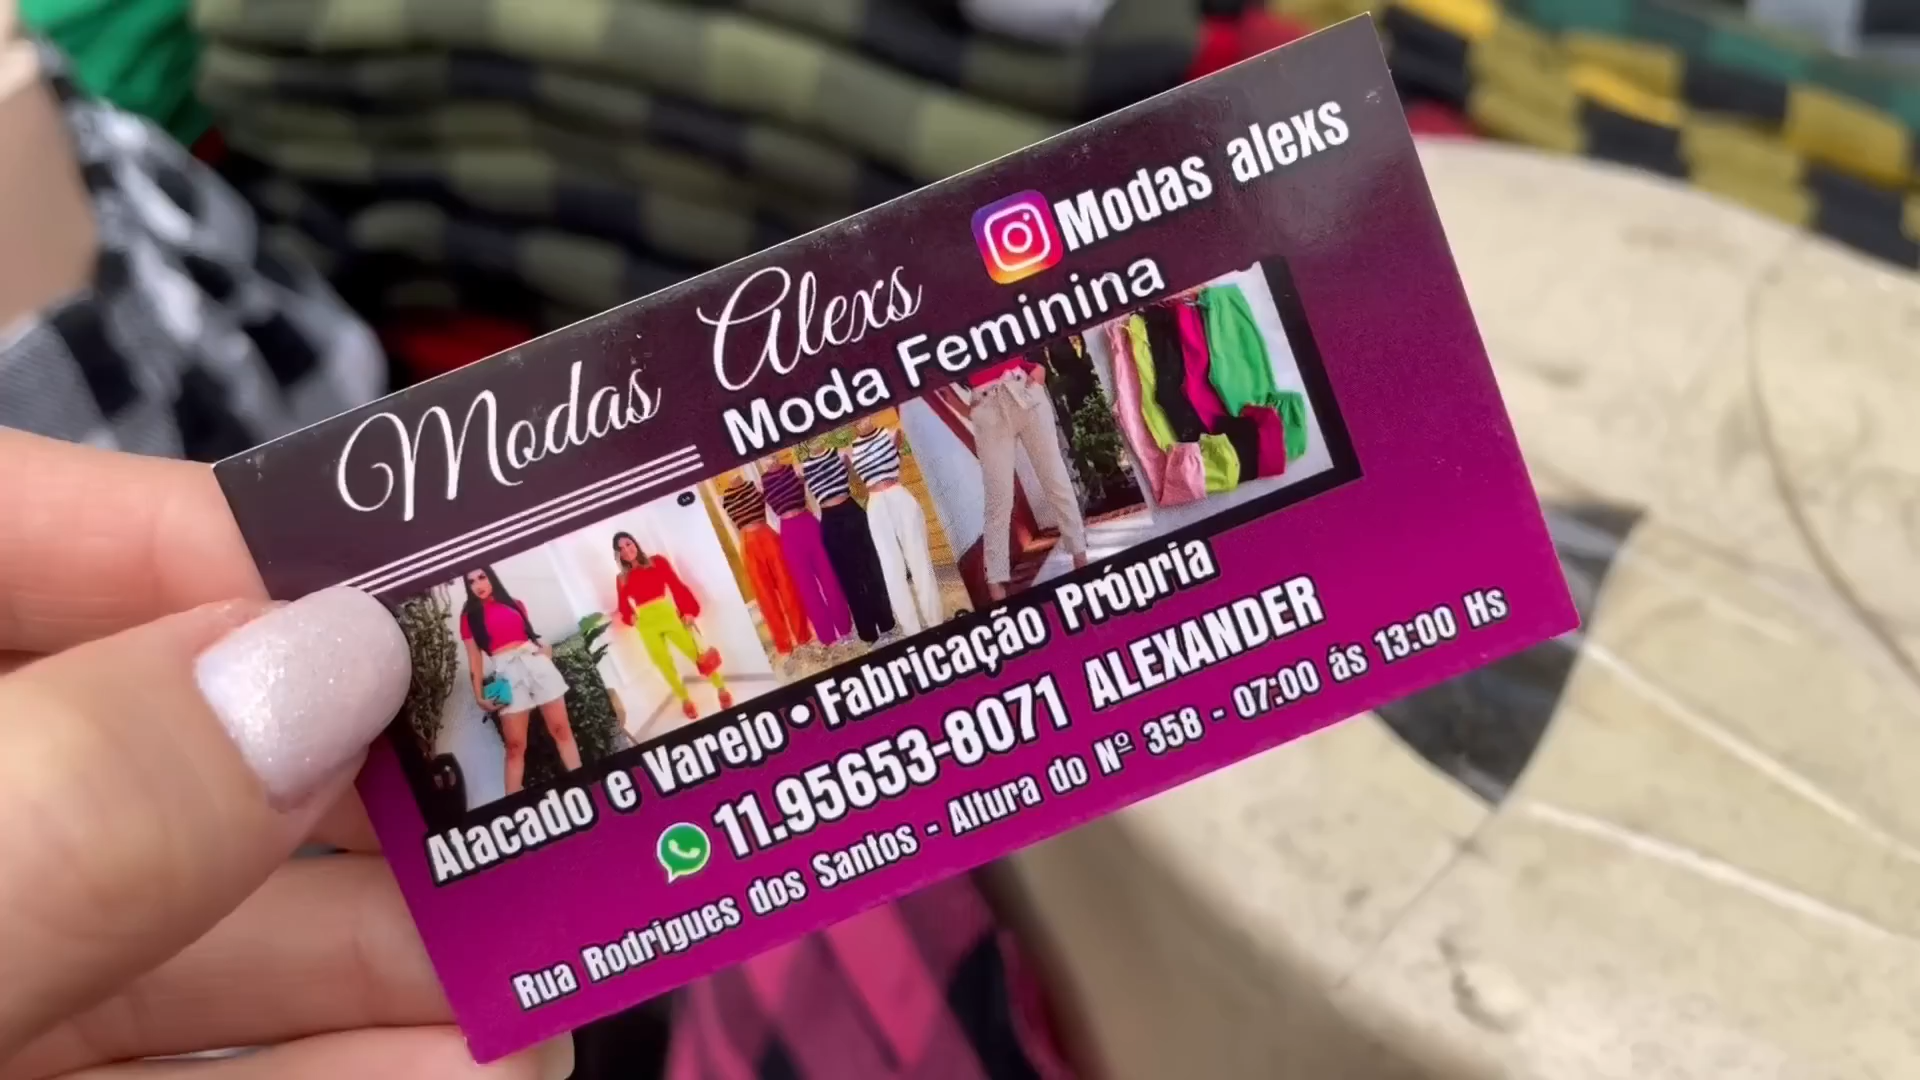 Modas Alexs
Modas alexs
Moda Feminina
Atacado e Varejo • Fabricação Própria
11.95653-8071 ALEXANDER
Rua Rodrigues dos Santos - Altura do Nº 358 - 07:00 ás 13:00 Hs